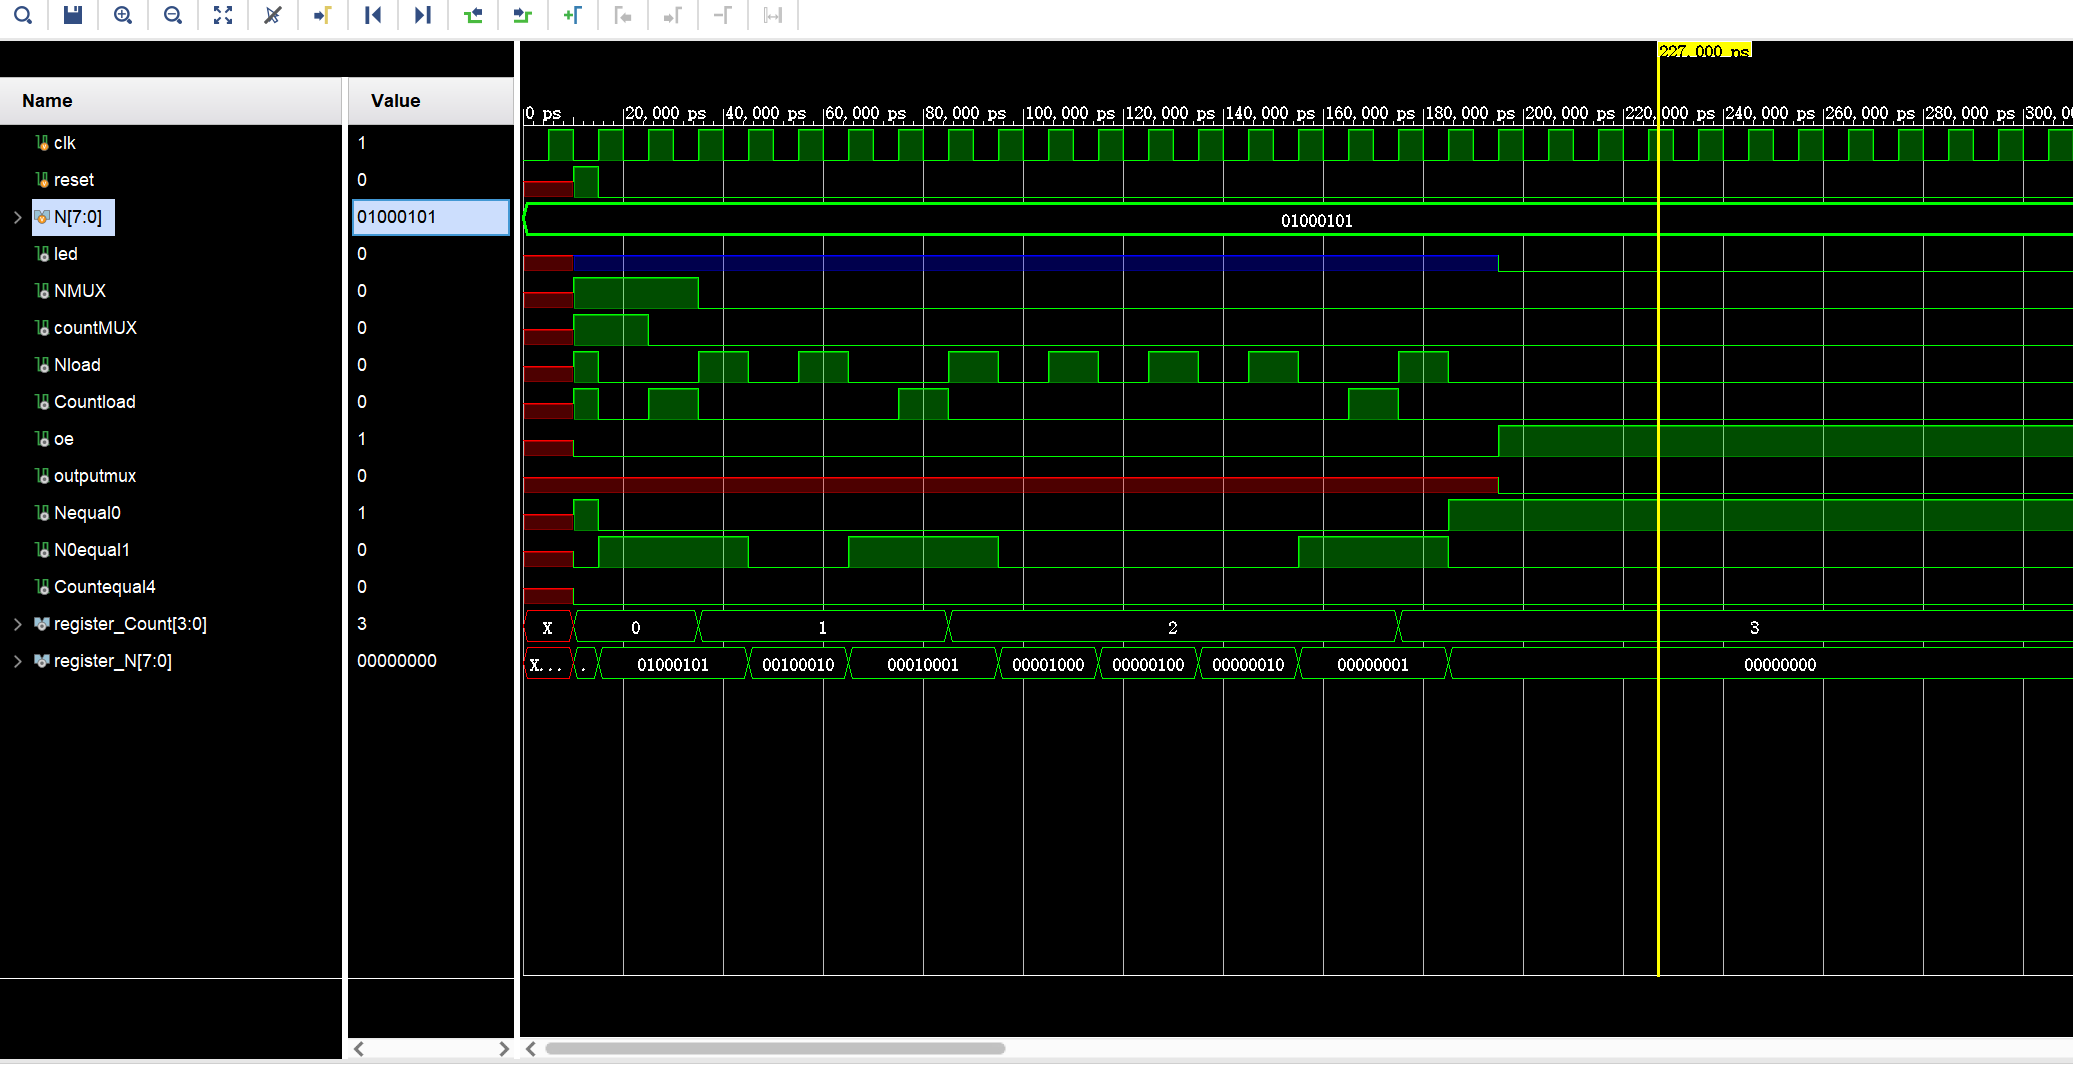 227,000 ps
Name Value
0 ps 20,000 ps 40,000 ps 60,000 ps 80,000 ps 100,000 ps 120,000 ps 140,000 ps 160,000 ps 180,000 ps 200,000 ps 220,000 ps 240,000 ps 260,000 ps 280,000 ps 300,0
clk 1
reset 0
N[7:0] 01000101 01000101
led 0
NMUX 0
countMUX 0
Nload 0
Countload 0
oe 1
outputmux 0
Nequal0 1
N0equal1 0
Countequal4 0
register_Count[3:0] 3 X 0 1 2 3
register_N[7:0] 00000000 X... . 01000101 00100010 00010001 00001000 00000100 00000010 00000001 00000000